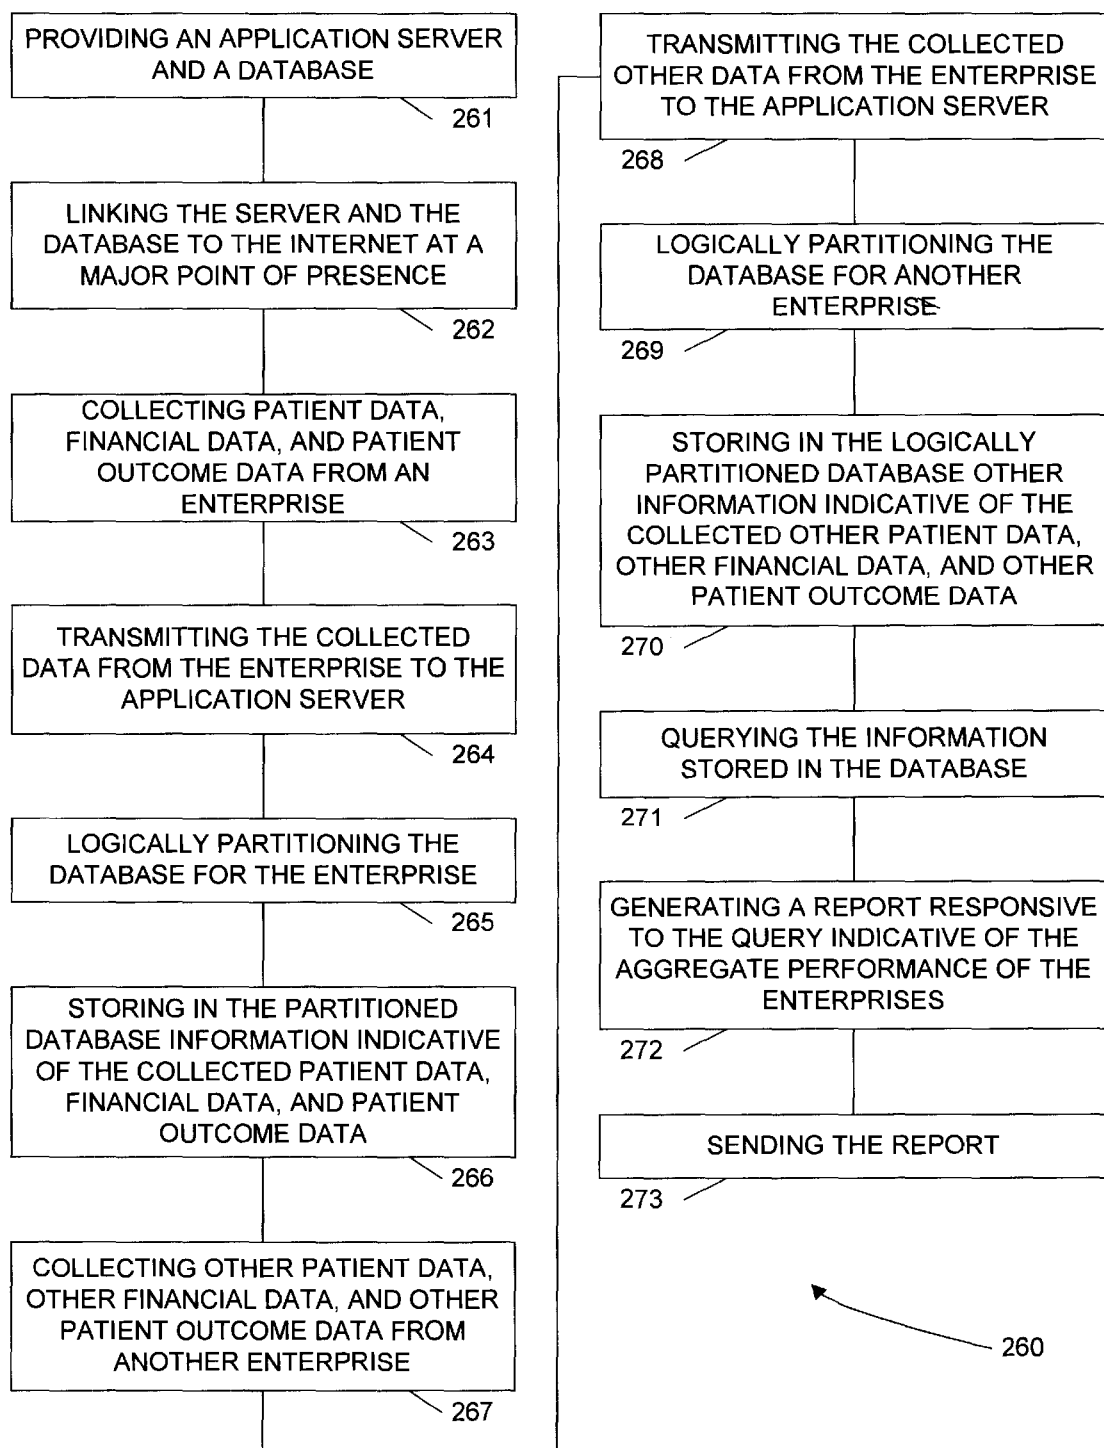 PROVIDING AN APPLICATION SERVER
AND A DATABASE
261
LINKING THE SERVER AND THE
DATABASE TO THE INTERNET AT A
MAJOR POINT OF PRESENCE
262
COLLECTING PATIENT DATA,
FINANCIAL DATA, AND PATIENT
OUTCOME DATA FROM AN
ENTERPRISE
263
TRANSMITTING THE COLLECTED
DATA FROM THE ENTERPRISE TO THE
APPLICATION SERVER
264
LOGICALLY PARTITIONING THE
DATABASE FOR THE ENTERPRISE
265
STORING IN THE PARTITIONED
DATABASE INFORMATION INDICATIVE
OF THE COLLECTED PATIENT DATA,
FINANCIAL DATA, AND PATIENT
OUTCOME DATA
266
COLLECTING OTHER PATIENT DATA,
OTHER FINANCIAL DATA, AND OTHER
PATIENT OUTCOME DATA FROM
ANOTHER ENTERPRISE
267
TRANSMITTING THE COLLECTED
OTHER DATA FROM THE ENTERPRISE
TO THE APPLICATION SERVER
268
LOGICALLY PARTITIONING THE
DATABASE FOR ANOTHER
ENTERPRISE
269
STORING IN THE LOGICALLY
PARTITIONED DATABASE OTHER
INFORMATION INDICATIVE OF THE
COLLECTED OTHER PATIENT DATA,
OTHER FINANCIAL DATA, AND OTHER
PATIENT OUTCOME DATA
270
QUERYING THE INFORMATION
STORED IN THE DATABASE
271
GENERATING A REPORT RESPONSIVE
TO THE QUERY INDICATIVE OF THE
AGGREGATE PERFORMANCE OF THE
ENTERPRISES
272
SENDING THE REPORT
273
260